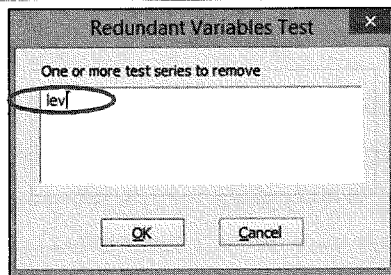 Redundant Variables Test
One or more test series to remove
lev
OK
Cancel